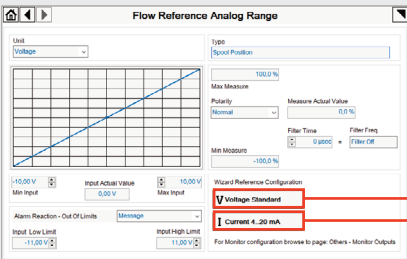 Flow Reference Analog Range
Unit
Voltage
Type
Spool Position
100,0 %
Max Measure
Polarity
Normal
Measure Actual Value
0,0 %
Filter Time
0 µsec
=
Filter Freq
Filter Off
Min Measure
-100,0 %
-10,00 V
Min Input
Input Actual Value
0,00 V
10,00 V
Max Input
Alarm Reaction - Out Of Limits
Message
Input Low Limit
-11,00 V
Input High Limit
11,00 V
Wizard Reference Configuration
V Voltage Standard
I Current 4..20 mA
For Monitor configuration browse to page: Others - Monitor Outputs